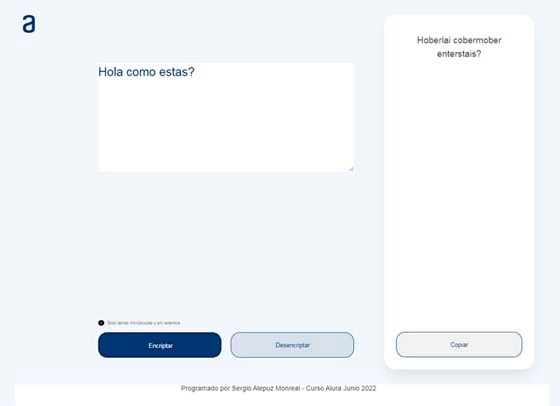 a
Hola como estas?
Hoberlai cobermober
enterstais?
Solo letras minúsculas y sin acentos
Encriptar
Desencriptar
Copiar
Programado por Sergio Alepuz Monreal - Curso Alura Junio 2022